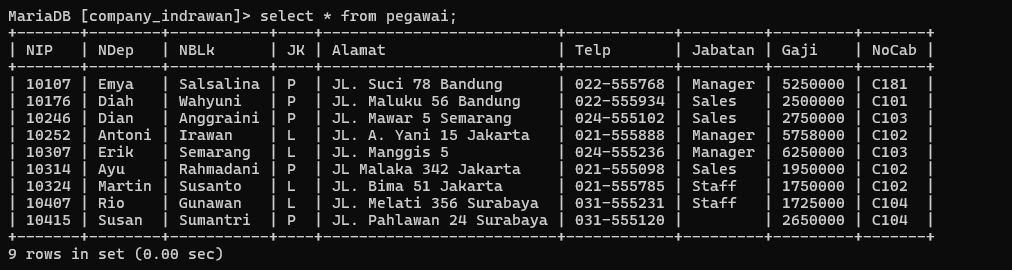 MariaDB [company_indrawan]> select * from pegawai;
+-------+--------+-----------+----+--------------------------+------------+---------+---------+-------+
| NIP   | NDep   | NBLk      | JK | Alamat                   | Telp       | Jabatan | Gaji    | NoCab |
+-------+--------+-----------+----+--------------------------+------------+---------+---------+-------+
| 10107 | Emya   | Salsalina | P  | JL. Suci 78 Bandung      | 022-555768 | Manager | 5250000 | C181  |
| 10176 | Diah   | Wahyuni   | P  | JL. Maluku 56 Bandung    | 022-555934 | Sales   | 2500000 | C101  |
| 10246 | Dian   | Anggraini | P  | JL. Mawar 5 Semarang     | 024-555102 | Sales   | 2750000 | C103  |
| 10252 | Antoni | Irawan    | L  | JL. A. Yani 15 Jakarta   | 021-555888 | Manager | 5758000 | C102  |
| 10307 | Erik   | Semarang  | L  | JL. Manggis 5            | 024-555236 | Manager | 6250000 | C103  |
| 10314 | Ayu    | Rahmadani | P  | JL Malaka 342 Jakarta    | 021-555098 | Sales   | 1950000 | C102  |
| 10324 | Martin | Susanto   | L  | JL. Bima 51 Jakarta      | 021-555785 | Staff   | 1750000 | C102  |
| 10407 | Rio    | Gunawan   | L  | JL. Melati 356 Surabaya  | 031-555231 | Staff   | 1725000 | C104  |
| 10415 | Susan  | Sumantri  | P  | JL. Pahlawan 24 Surabaya | 031-555120 |         | 2650000 | C104  |
+-------+--------+-----------+----+--------------------------+------------+---------+---------+-------+
9 rows in set (0.00 sec)